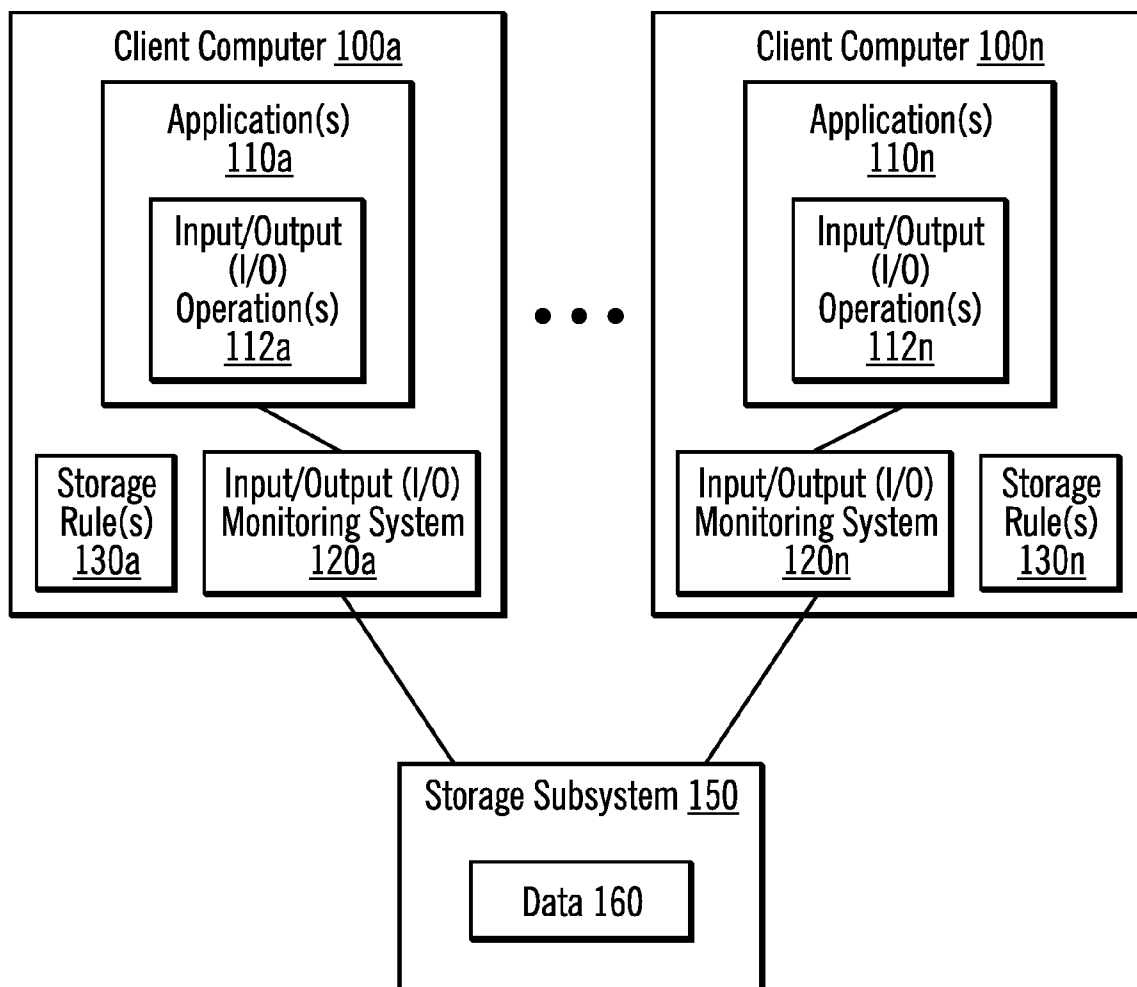 Client Computer 100a
Application(s)
110a
Input/Output
(I/O)
Operation(s)
112a
Storage
Rule(s)
130a
Input/Output (I/O)
Monitoring System
120a
Client Computer 100n
Application(s)
110n
Input/Output
(I/O)
Operation(s)
112n
Input/Output (I/O)
Monitoring System
120n
Storage
Rule(s)
130n
Storage Subsystem 150
Data 160